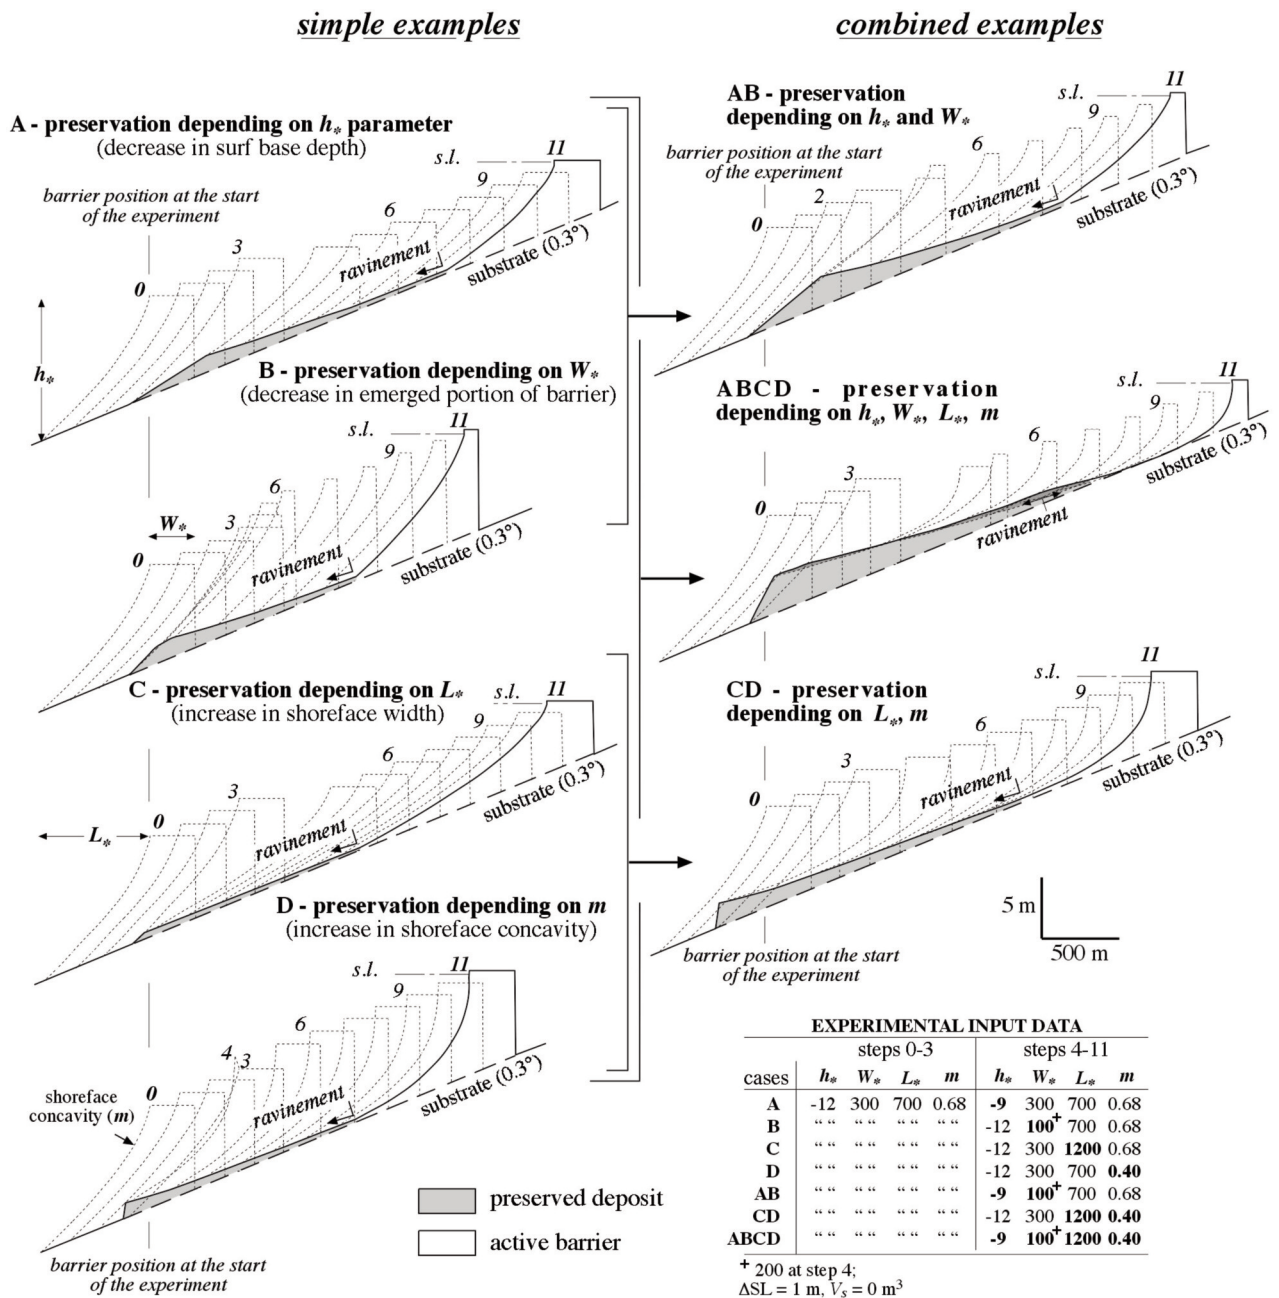 simple examples
combined examples
A - preservation depending on h* parameter
(decrease in surf base depth)
barrier position at the start
of the experiment
s.l.
11
9
6
3
0
h*
ravinement
substrate (0.3°)
B - preservation depending on W*
(decrease in emerged portion of barrier)
s.l.
11
9
6
3
0
W*
ravinement
substrate (0.3°)
C - preservation depending on L*
(increase in shoreface width)
s.l.
11
9
6
3
0
L*
ravinement
substrate (0.3°)
D - preservation depending on m
(increase in shoreface concavity)
s.l.
11
9
6
4
3
0
shoreface
concavity (m)
ravinement
substrate (0.3°)
barrier position at the start
of the experiment
preserved deposit
active barrier
AB - preservation
depending on h* and W*
barrier position at the start
of the experiment
s.l.
11
9
6
2
0
ravinement
substrate (0.3°)
ABCD - preservation
depending on h*, W*, L*, m
s.l.
11
9
6
3
0
ravinement
substrate (0.3°)
CD - preservation
depending on L*, m
s.l.
11
9
6
3
0
ravinement
substrate (0.3°)
barrier position at the start
of the experiment
5 m
500 m
EXPERIMENTAL INPUT DATA
steps 0-3 steps 4-11
cases h* W* L* m h* W* L* m
A -12 300 700 0.68 -9 300 700 0.68
B “ “ “ “ “ “ “ “ -12 100+ 700 0.68
C “ “ “ “ “ “ “ “ -12 300 1200 0.68
D “ “ “ “ “ “ “ “ -12 300 700 0.40
AB “ “ “ “ “ “ “ “ -9 100+ 700 0.68
CD “ “ “ “ “ “ “ “ -12 300 1200 0.40
ABCD “ “ “ “ “ “ “ “ -9 100+ 1200 0.40
+ 200 at step 4;
ΔSL = 1 m, Vs = 0 m³